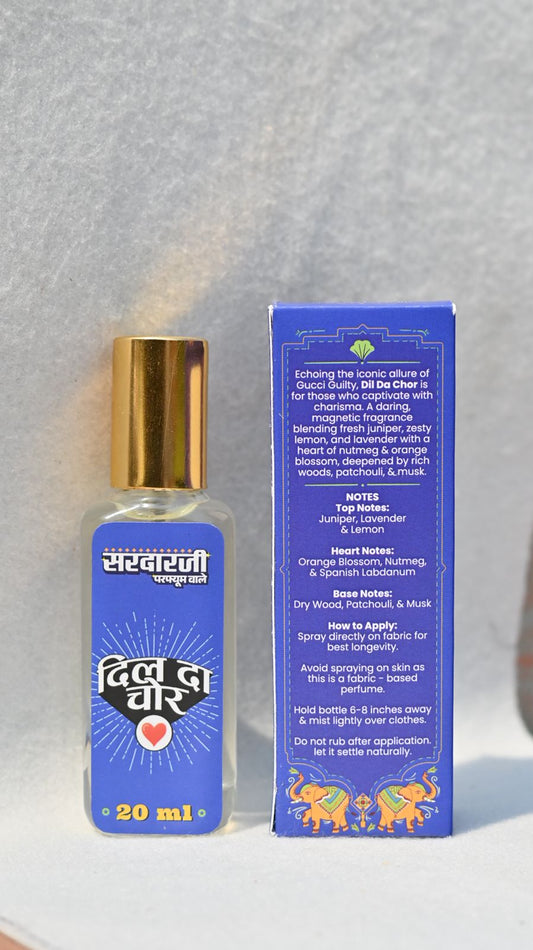 सरदारजी
परफ्यूम वाले
दिल दा
चोर
20 ml
Echoing the iconic allure of
Gucci Guilty, Dil Da Chor is
for those who captivate with
charisma. A daring,
magnetic fragrance
blending fresh juniper, zesty
lemon, and lavender with a
heart of nutmeg & orange
blossom, deepened by rich
woods, patchouli, & musk.
NOTES
Top Notes:
Juniper, Lavender
& Lemon
Heart Notes:
Orange Blossom, Nutmeg,
& Spanish Labdanum
Base Notes:
Dry Wood, Patchouli, & Musk
How to Apply:
Spray directly on fabric for
best longevity.
Avoid spraying on skin as
this is a fabric - based
perfume.
Hold bottle 6-8 inches away
& mist lightly over clothes.
Do not rub after application.
let it settle naturally.